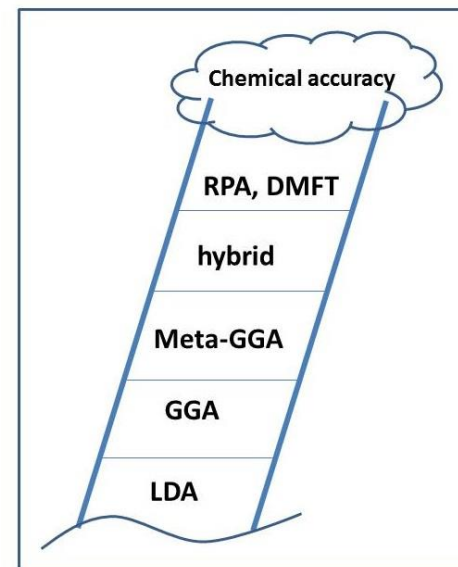 Chemical accuracy
RPA, DMFT
hybrid
Meta-GGA
GGA
LDA